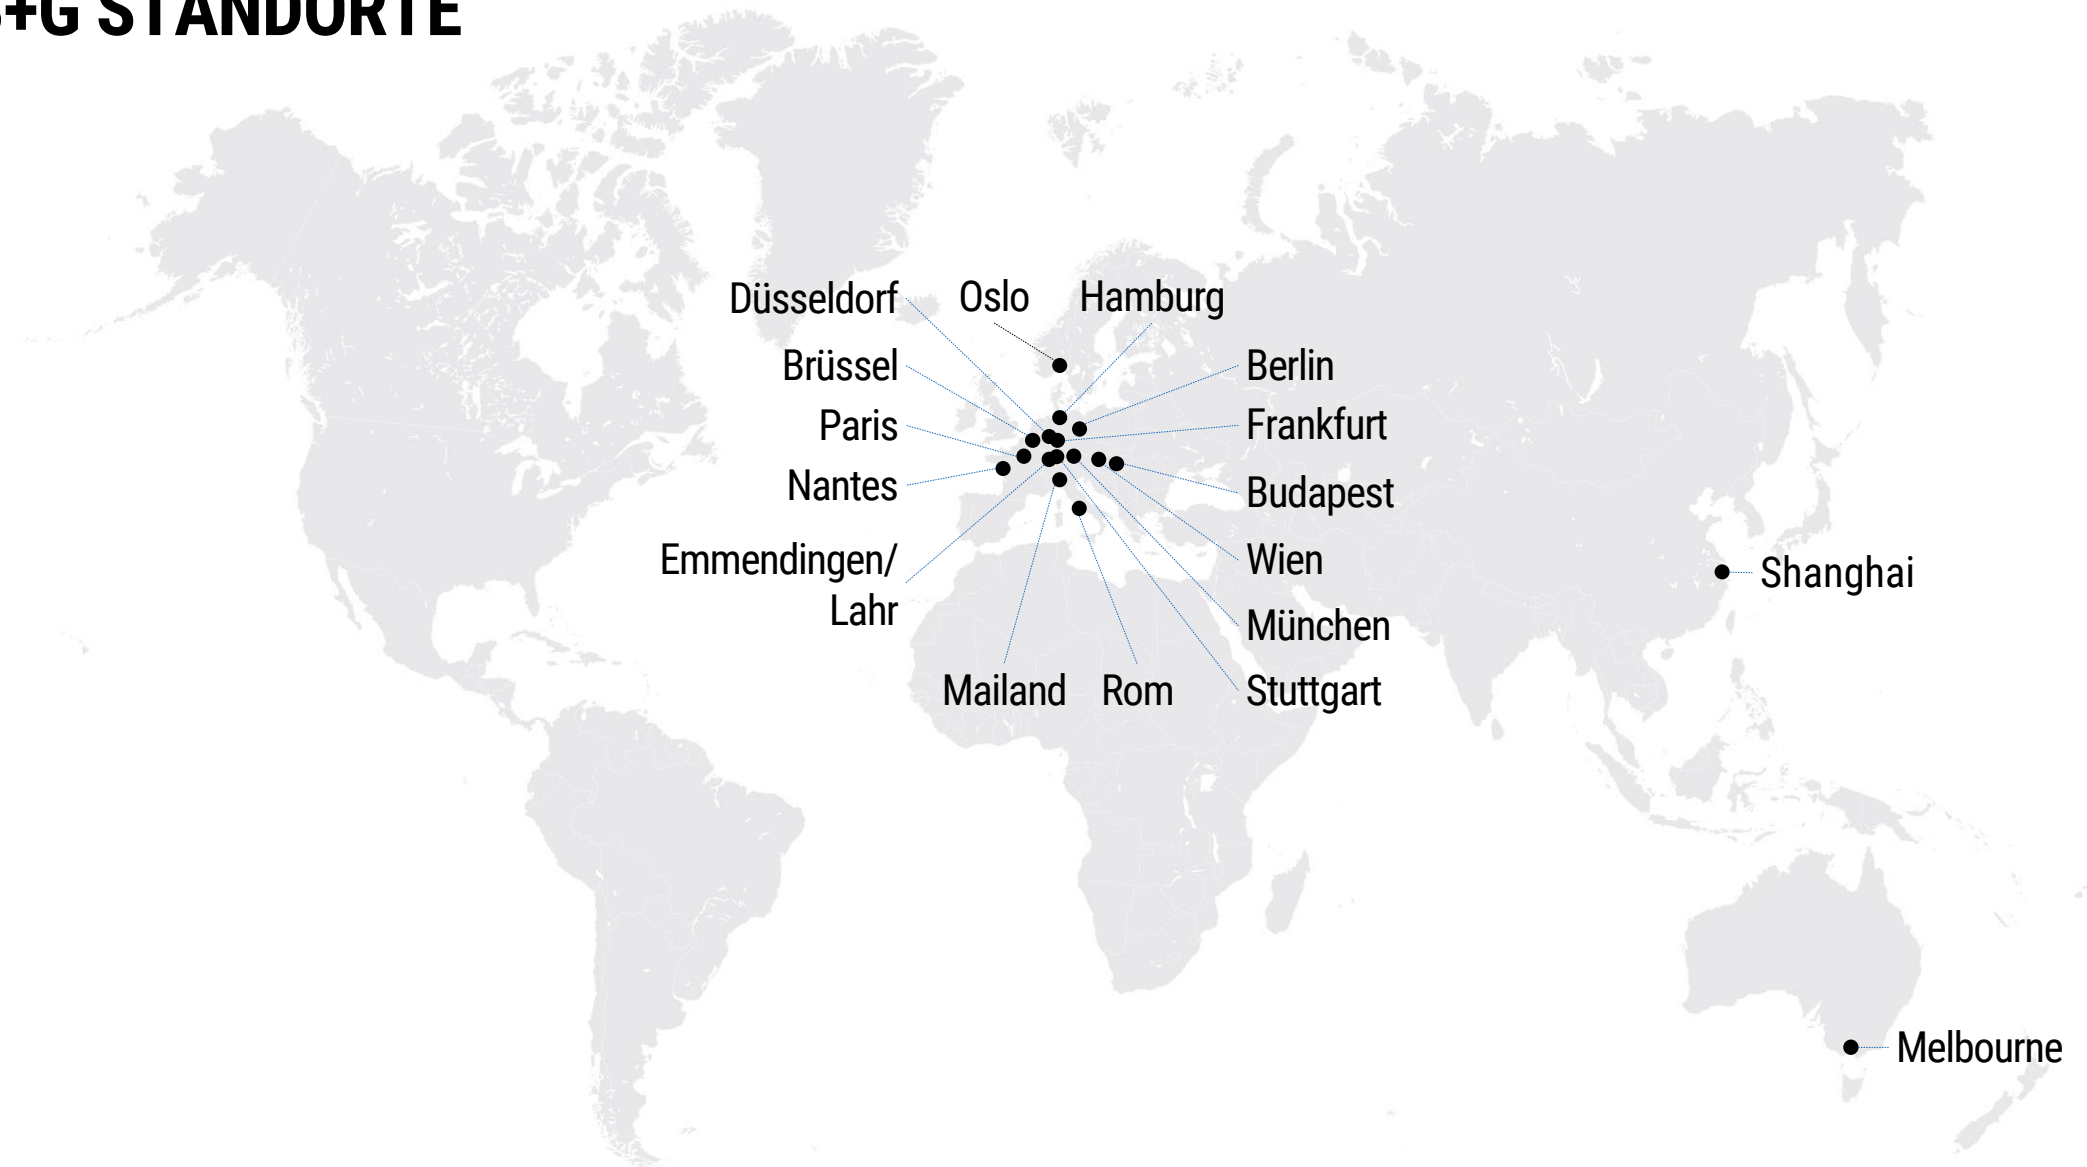 +G STANDORTE
Düsseldorf
Oslo
Hamburg
Brüssel
Berlin
Paris
Frankfurt
Nantes
Budapest
Emmendingen/
Lahr
Wien
Shanghai
München
Mailand
Rom
Stuttgart
Melbourne